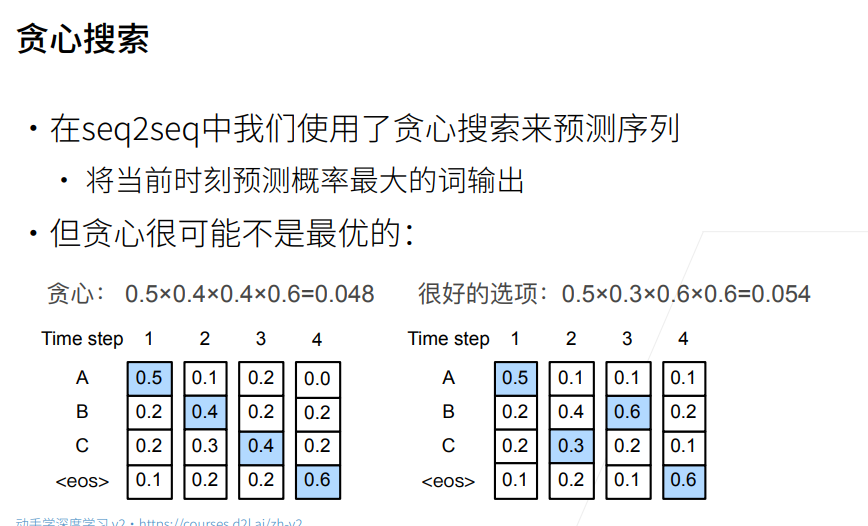 贪心搜索
• 在seq2seq中我们使用了贪心搜索来预测序列
• 将当前时刻预测概率最大的词输出
• 但贪心很可能不是最优的：
贪心： 0.5×0.4×0.4×0.6=0.048
很好的选项：0.5×0.3×0.6×0.6=0.054
Time step 1 2 3 4
A 0.5 0.1 0.2 0.0
B 0.2 0.4 0.2 0.2
C 0.2 0.3 0.4 0.2
<eos> 0.1 0.2 0.2 0.6
Time step 1 2 3 4
A 0.5 0.1 0.1 0.1
B 0.2 0.4 0.6 0.2
C 0.2 0.3 0.2 0.1
<eos> 0.1 0.2 0.1 0.6
动手学深度学习 v2 • https://courses.d2l.ai/zh-v2